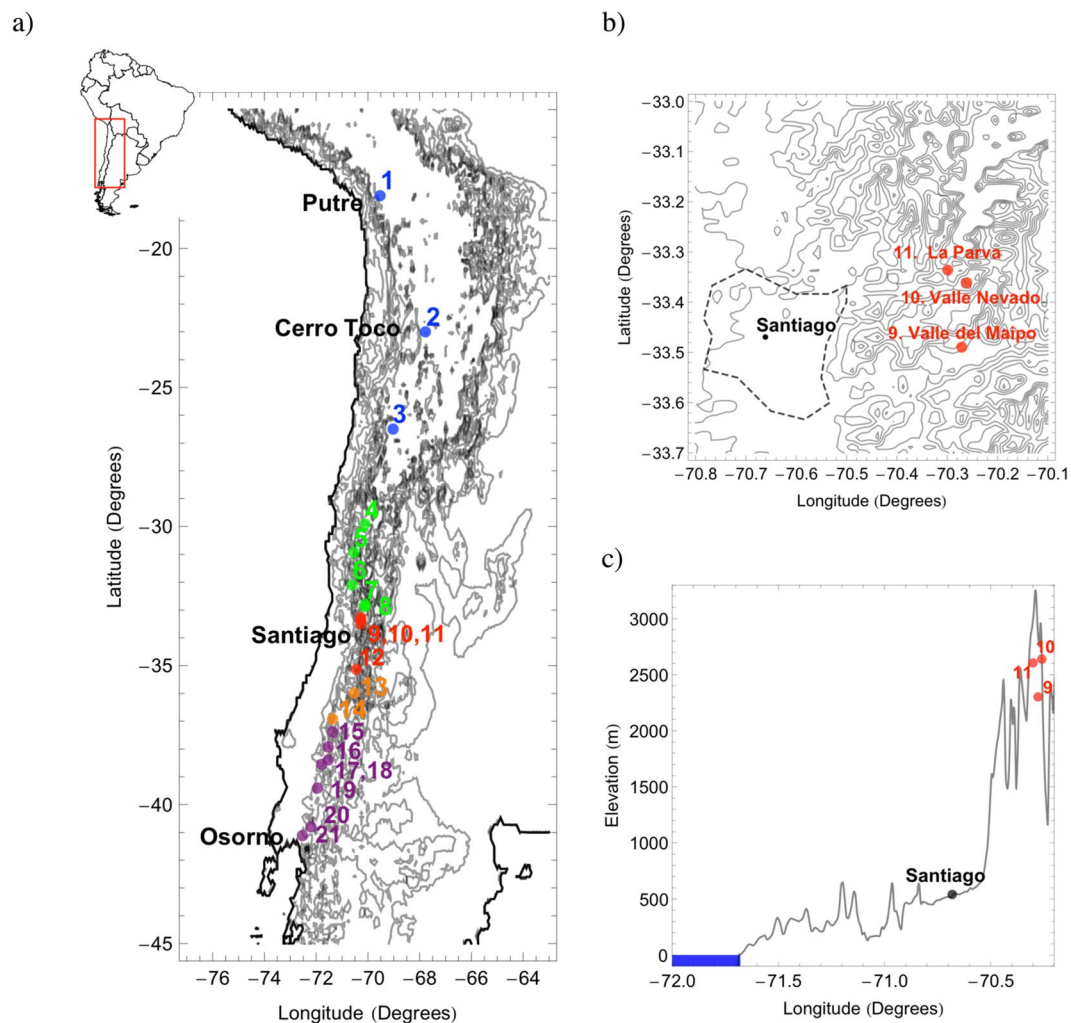 a)
1
Putre
2
Cerro Toco
3
4
5
6
7
8
Santiago
9,10,11
12
13
14
15
16
17,18
19
20
21
Osorno
−20
−25
−30
−35
−40
−45
Latitude (Degrees)
−76 −74 −72 −70 −68 −66 −64
Longitude (Degrees)
b)
−33.0
−33.1
−33.2
−33.3
−33.4
−33.5
−33.6
−33.7
Latitude (Degrees)
11. La Parva
10. Valle Nevado
Santiago
9. Valle del Maipo
−70.8 −70.7 −70.6 −70.5 −70.4 −70.3 −70.2 −70.1
Longitude (Degrees)
c)
3000
2500
2000
1500
1000
500
0
Elevation (m)
10
11
9
Santiago
−72.0 −71.5 −71.0 −70.5
Longitude (Degrees)